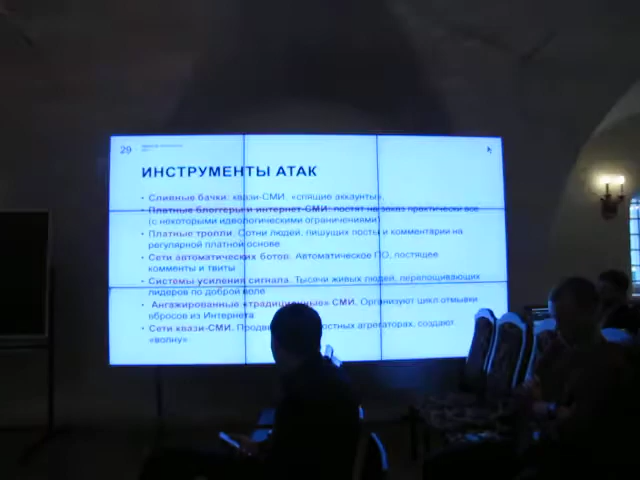 29
ИНСТРУМЕНТЫ АТАК
• Сливные бачки: квази-СМИ, «спящие аккаунты»,
• Платные блоггеры и интернет-СМИ: постят на заказ практически все
(с некоторыми идеологическими ограничениями)
• Платные тролли. Сотни людей, пишущих посты и комментарии на
регулярной платной основе
• Сети автоматических ботов. Автоматическое ПО, постящее
комменты и твиты
• Системы усиления сигнала. Тысячи живых людей, перепощивающих
лидеров по доброй воле
• Ангажированные «традиционные» СМИ. Организуют цикл отмывки
вбросов из Интернета
• Сети квази-СМИ. агрегаторах, создают
«волну»